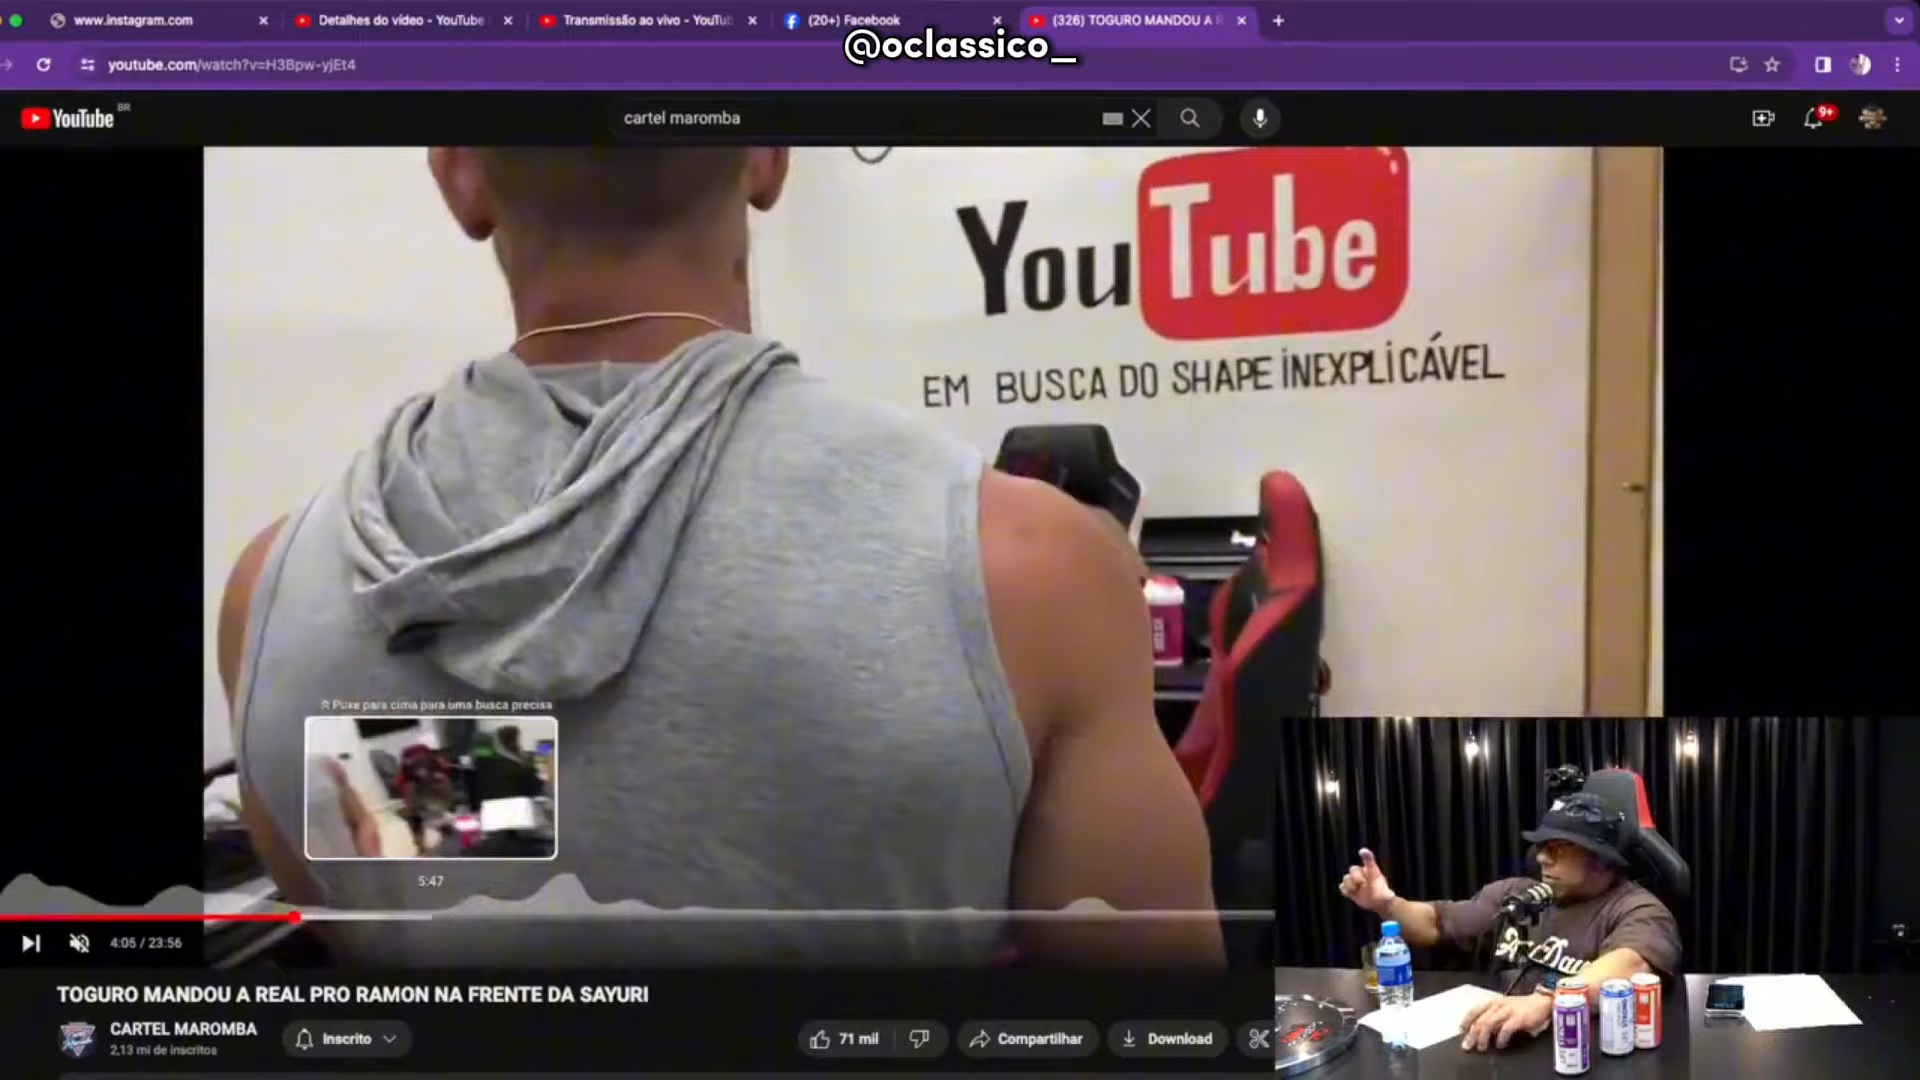 www.instagram.com
Detalhes do vídeo - YouTube
Transmissão ao vivo - YouTub
(20+) Facebook
(326) TOGURO MANDOU A R
@oclassico_
youtube.com/watch?v=H3Bpw-yjEt4
YouTube BR
cartel maromba
9+
YouTube
EM BUSCA DO SHAPE INEXPLICÁVEL
Puxe para cima para uma busca precisa
5:47
4:05 / 23:56
TOGURO MANDOU A REAL PRO RAMON NA FRENTE DA SAYURI
CARTEL MAROMBA
2,13 mi de inscritos
Inscrito
71 mil
Compartilhar
Download